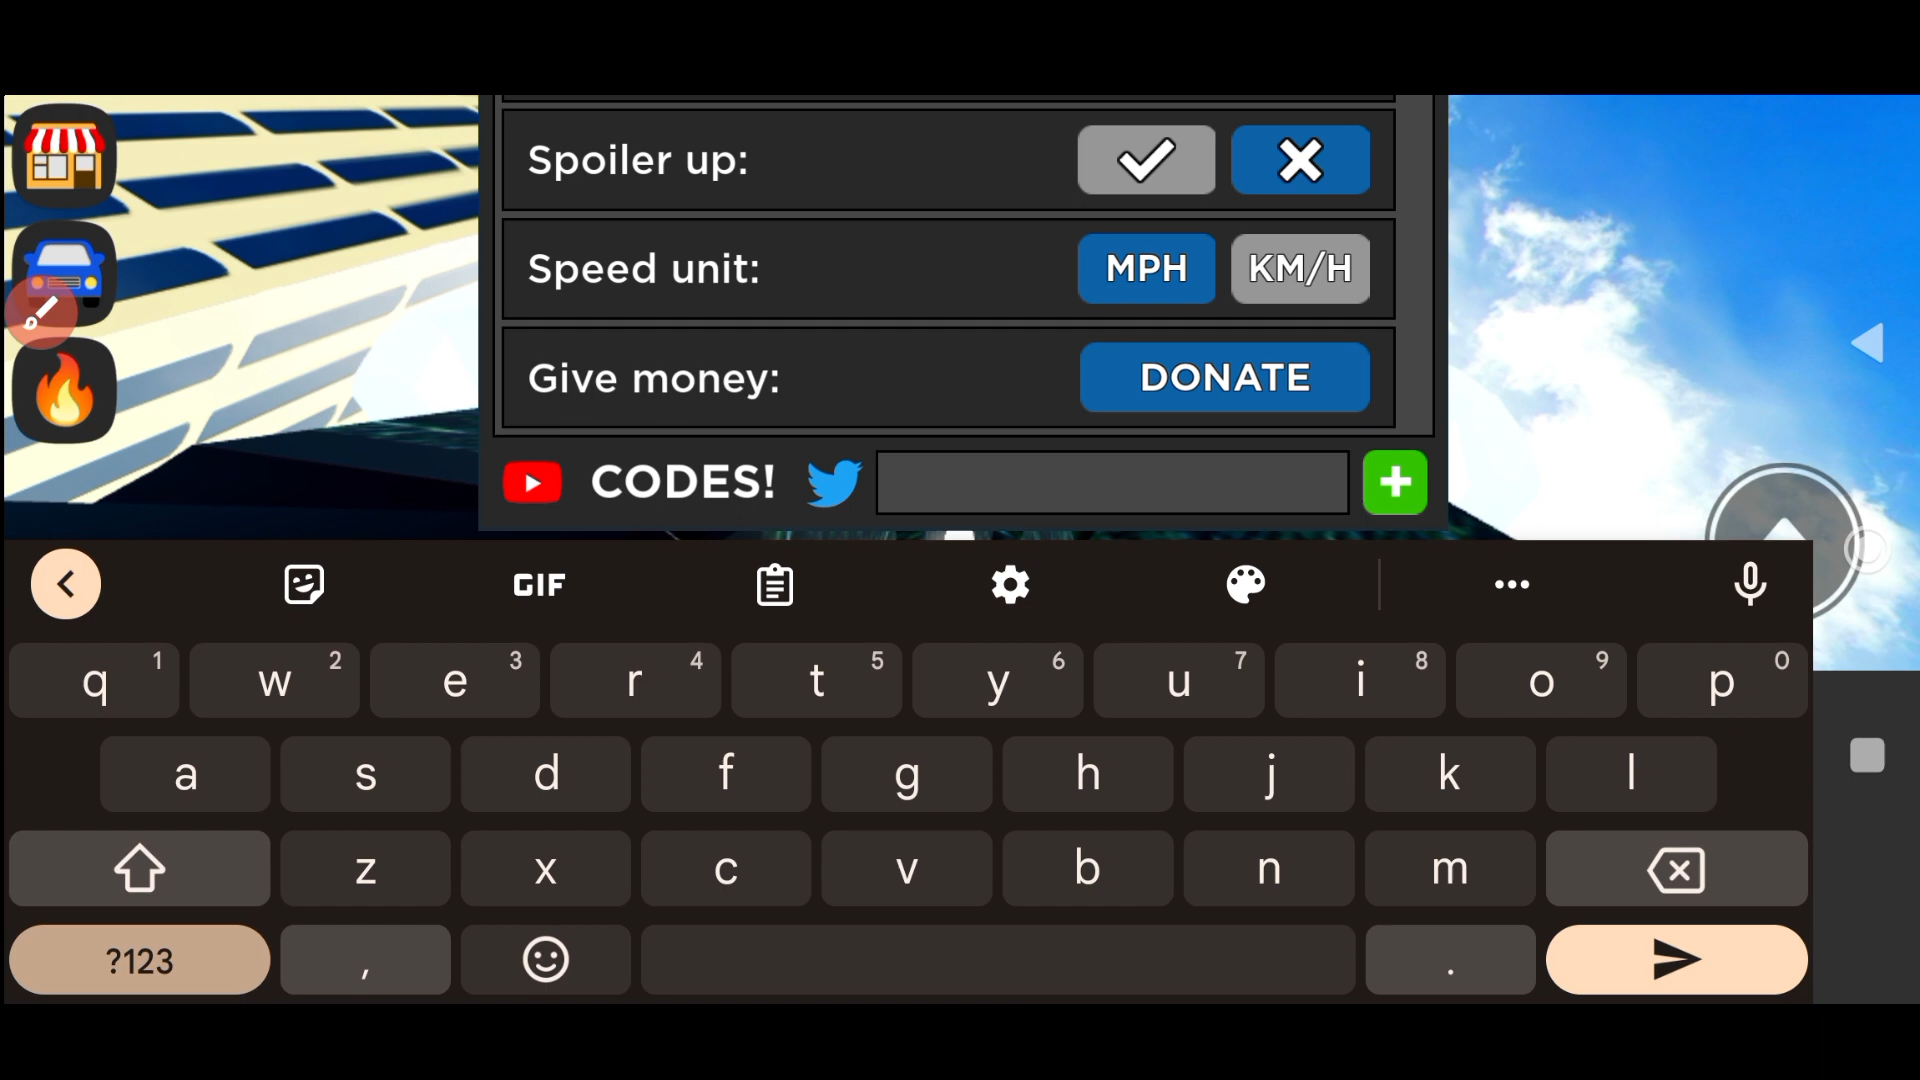 Spoiler up:
Speed unit: MPH KM/H
Give money: DONATE
CODES!
GIF
q 1 w 2 e 3 r 4 t 5 y 6 u 7 i 8 o 9 p 0
a s d f g h j k l
z x c v b n m
?123 , .